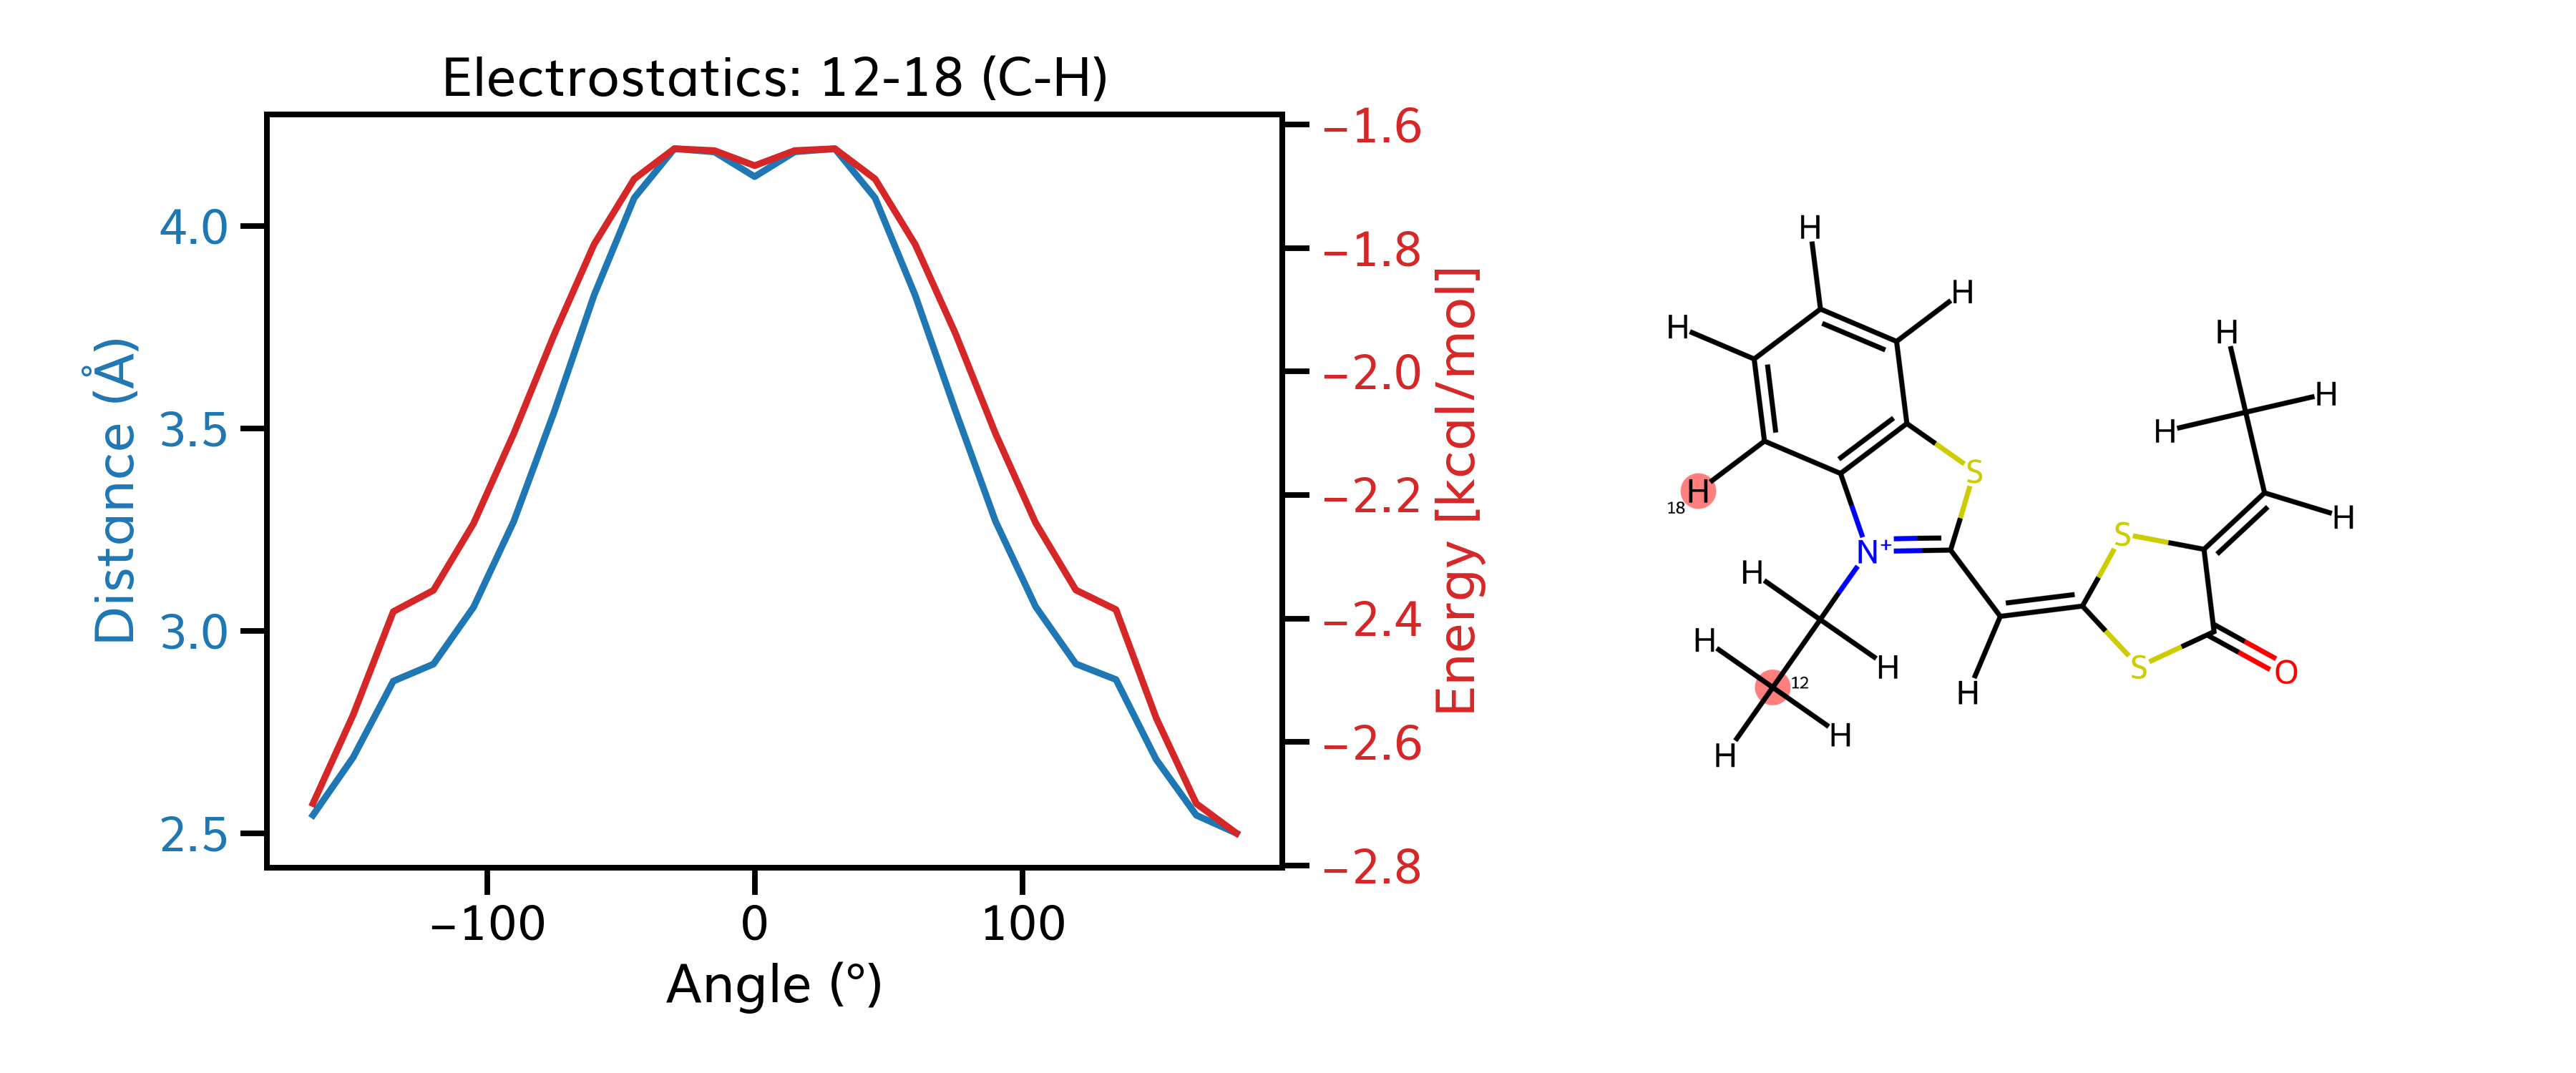 Electrostatics: 12-18 (C-H)
Distance (Å)
4.0
3.5
3.0
2.5
−1.6
−1.8
−2.0
−2.2
−2.4
−2.6
−2.8
Energy [kcal/mol]
−100 0 100
Angle (°)
H
H
H
H
H
H
S
H
18
H
S
H
N+
H
H
H
S
O
12
H
H
H